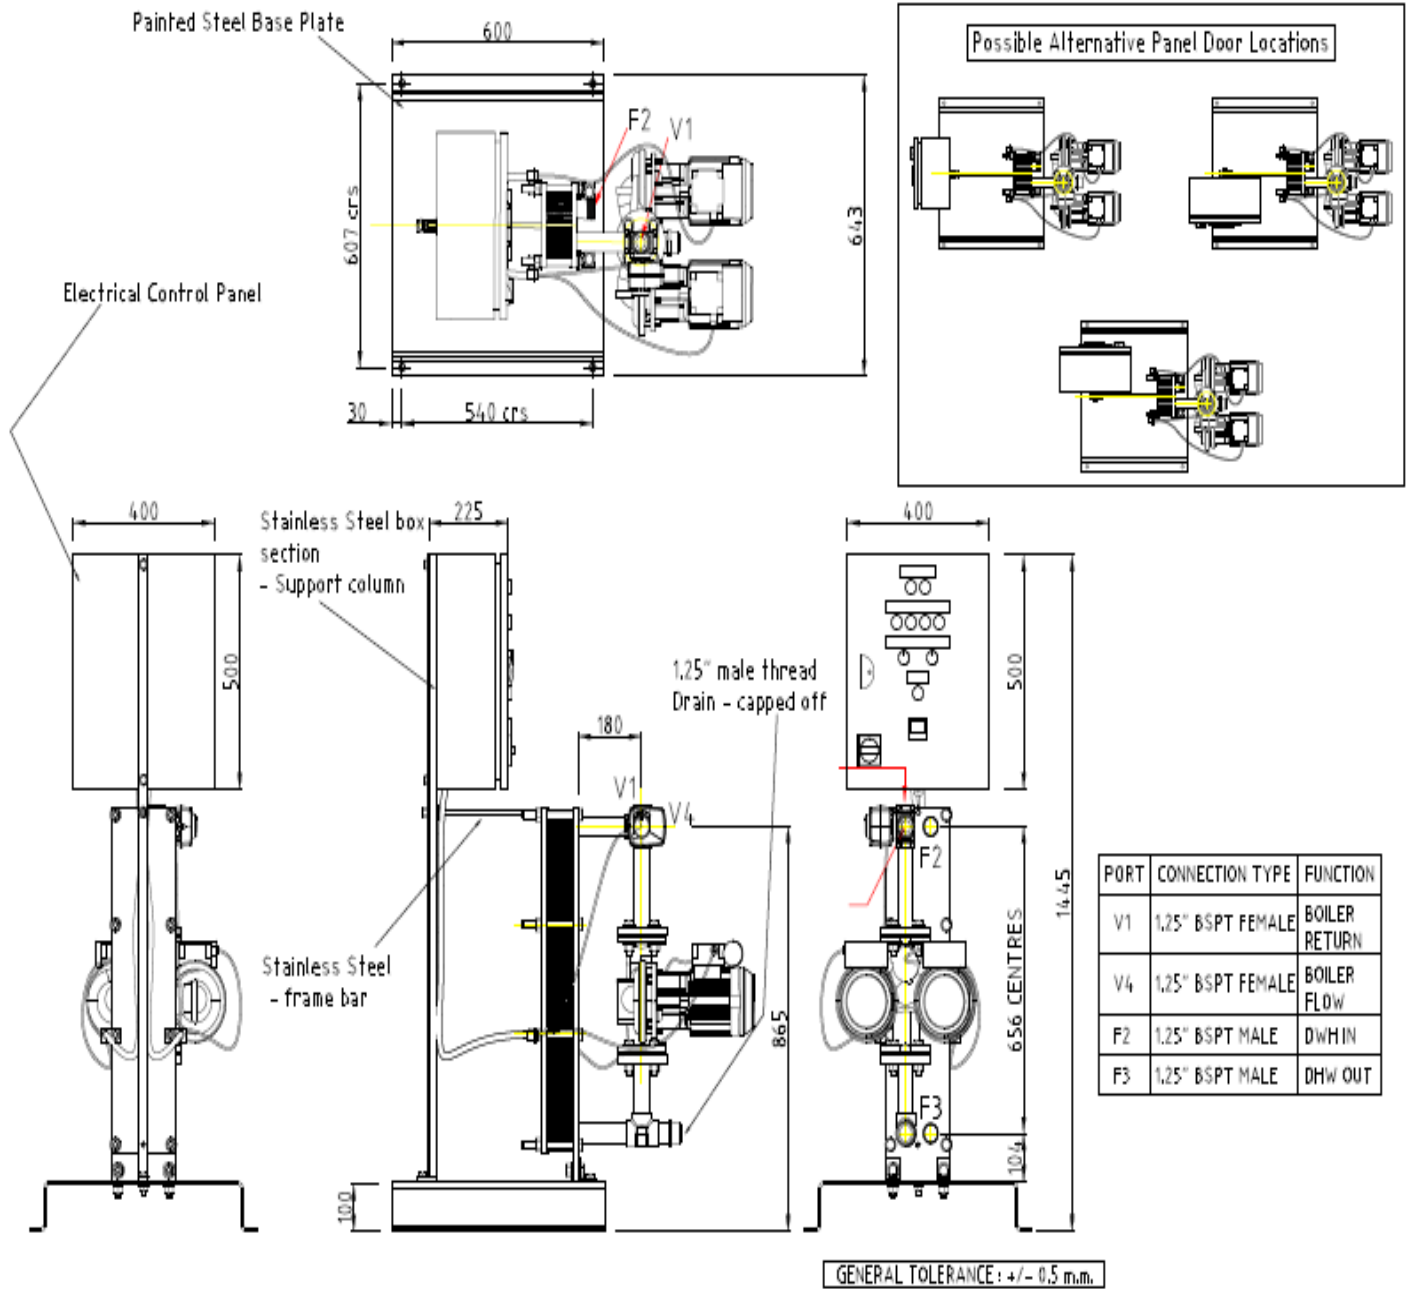 Painted Steel Base Plate
600
Possible Alternative Panel Door Locations
F2
V1
607 crs
643
Electrical Control Panel
30
540 crs
400
Stainless Steel box
section
- Support column
225
400
500
1.25" male thread
Drain - capped off
500
180
V1
V4
F2
1445
Stainless Steel
- frame bar
865
656 CENTRES
F3
104
100
PORT CONNECTION TYPE FUNCTION
V1 1.25" BSPT FEMALE BOILER
RETURN
V4 1.25" BSPT FEMALE BOILER
FLOW
F2 1.25" BSPT MALE DWH IN
F3 1.25" BSPT MALE DHW OUT
GENERAL TOLERANCE: +/- 0.5 m.m.